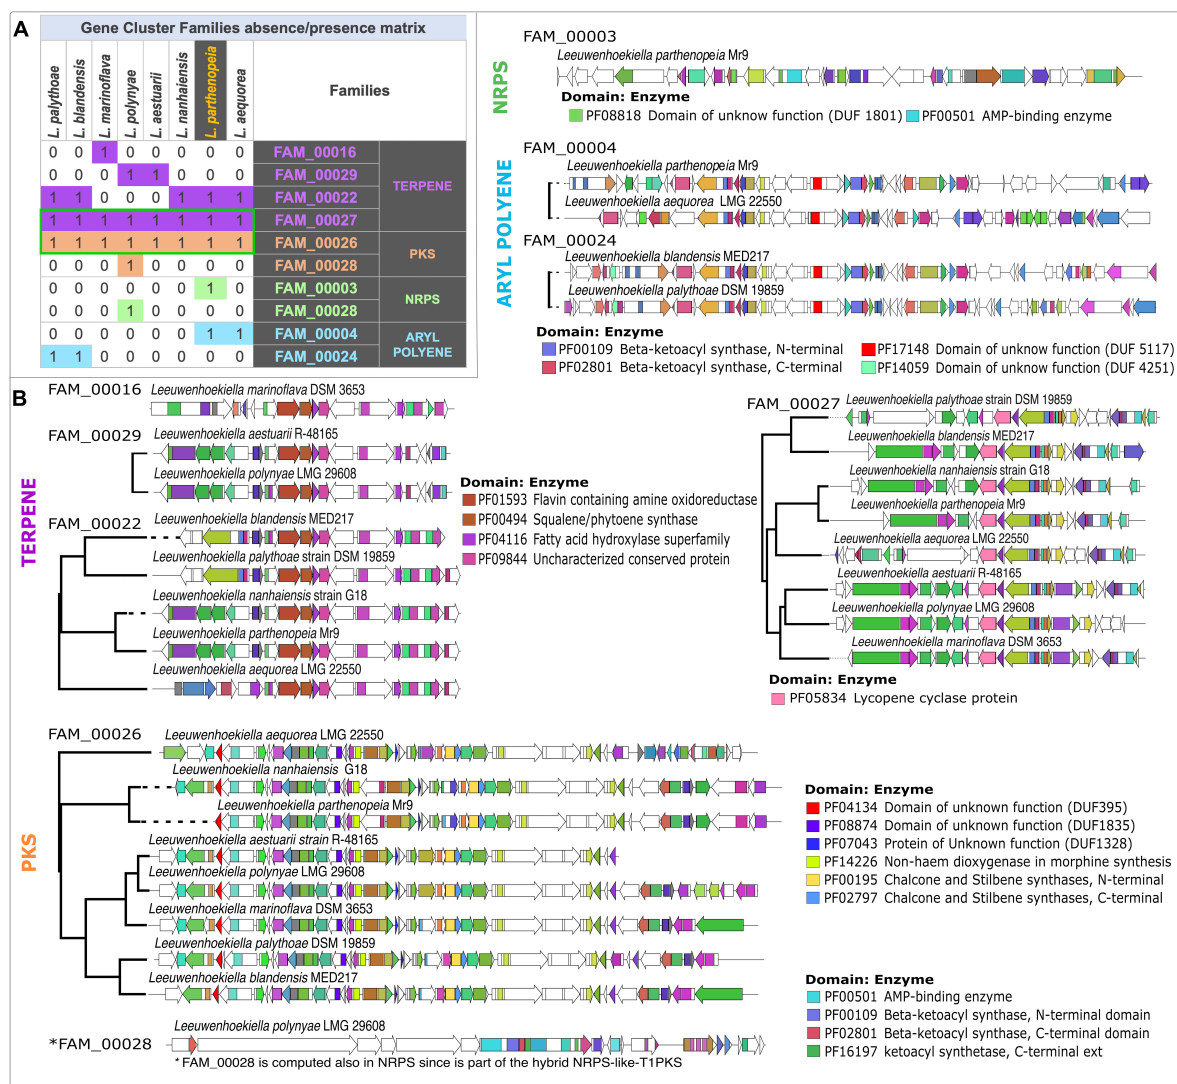 A
Gene Cluster Families absence/presence matrix
L. palythoae
L. blandensis
L. marinoflava
L. polynyae
L. aestuarii
L. nanhaiensis
L. parthenopeia
L. aequorea
Families
0 0 1 0 0 0 0 0 FAM_00016
0 0 0 1 1 0 0 0 FAM_00029
1 1 0 0 0 1 1 1 FAM_00022
1 1 1 1 1 1 1 1 FAM_00027
TERPENE
1 1 1 1 1 1 1 1 FAM_00026
0 0 0 1 0 0 0 0 FAM_00028
PKS
0 0 0 0 0 0 1 0 FAM_00003
0 0 0 1 0 0 0 0 FAM_00028
NRPS
0 0 0 0 0 0 1 1 FAM_00004
1 1 0 0 0 0 0 0 FAM_00024
ARYL
POLYENE
NRPS
FAM_00003
Leeuwenhoekiella parthenopeia Mr9
Domain: Enzyme
PF08818 Domain of unknow function (DUF 1801)
PF00501 AMP-binding enzyme
ARYL POLYENE
FAM_00004
Leeuwenhoekiella parthenopeia Mr9
Leeuwenhoekiella aequorea LMG 22550
FAM_00024
Leeuwenhoekiella blandensis MED217
Leeuwenhoekiella palythoae DSM 19859
Domain: Enzyme
PF00109 Beta-ketoacyl synthase, N-terminal
PF02801 Beta-ketoacyl synthase, C-terminal
PF17148 Domain of unknow function (DUF 5117)
PF14059 Domain of unknow function (DUF 4251)
B
TERPENE
FAM_00016
Leeuwenhoekiella marinoflava DSM 3653
FAM_00029
Leeuwenhoekiella aestuarii R-48165
Leeuwenhoekiella polynyae LMG 29608
FAM_00022
Leeuwenhoekiella blandensis MED217
Leeuwenhoekiella palythoae strain DSM 19859
Leeuwenhoekiella nanhaiensis strain G18
Leeuwenhoekiella parthenopeia Mr9
Leeuwenhoekiella aequorea LMG 22550
Domain: Enzyme
PF01593 Flavin containing amine oxidoreductase
PF00494 Squalene/phytoene synthase
PF04116 Fatty acid hydroxylase superfamily
PF09844 Uncharacterized conserved protein
FAM_00027
Leeuwenhoekiella palythoae strain DSM 19859
Leeuwenhoekiella blandensis MED217
Leeuwenhoekiella nanhaiensis strain G18
Leeuwenhoekiella parthenopeia Mr9
Leeuwenhoekiella aequorea LMG 22550
Leeuwenhoekiella aestuarii R-48165
Leeuwenhoekiella polynyae LMG 29608
Leeuwenhoekiella marinoflava DSM 3653
Domain: Enzyme
PF05834 Lycopene cyclase protein
PKS
FAM_00026
Leeuwenhoekiella aequorea LMG 22550
Leeuwenhoekiella nanhaiensis G18
Leeuwenhoekiella parthenopeia Mr9
Leeuwenhoekiella aestuarii strain R-48165
Leeuwenhoekiella polynyae LMG 29608
Leeuwenhoekiella marinoflava DSM 3653
Leeuwenhoekiella palythoae DSM 19859
Leeuwenhoekiella blandensis MED217
Domain: Enzyme
PF04134 Domain of unknown function (DUF395)
PF08874 Domain of unknown function (DUF1835)
PF07043 Protein of Unknown function (DUF1328)
PF14226 Non-haem dioxygenase in morphine synthesis
PF00195 Chalcone and Stilbene synthases, N-terminal
PF02797 Chalcone and Stilbene synthases, C-terminal
*FAM_00028
Leeuwenhoekiella polynyae LMG 29608
*FAM_00028 is computed also in NRPS since is part of the hybrid NRPS-like-T1PKS
Domain: Enzyme
PF00501 AMP-binding enzyme
PF00109 Beta-ketoacyl synthase, N-terminal domain
PF02801 Beta-ketoacyl synthase, C-terminal domain
PF16197 ketoacyl synthetase, C-terminal ext